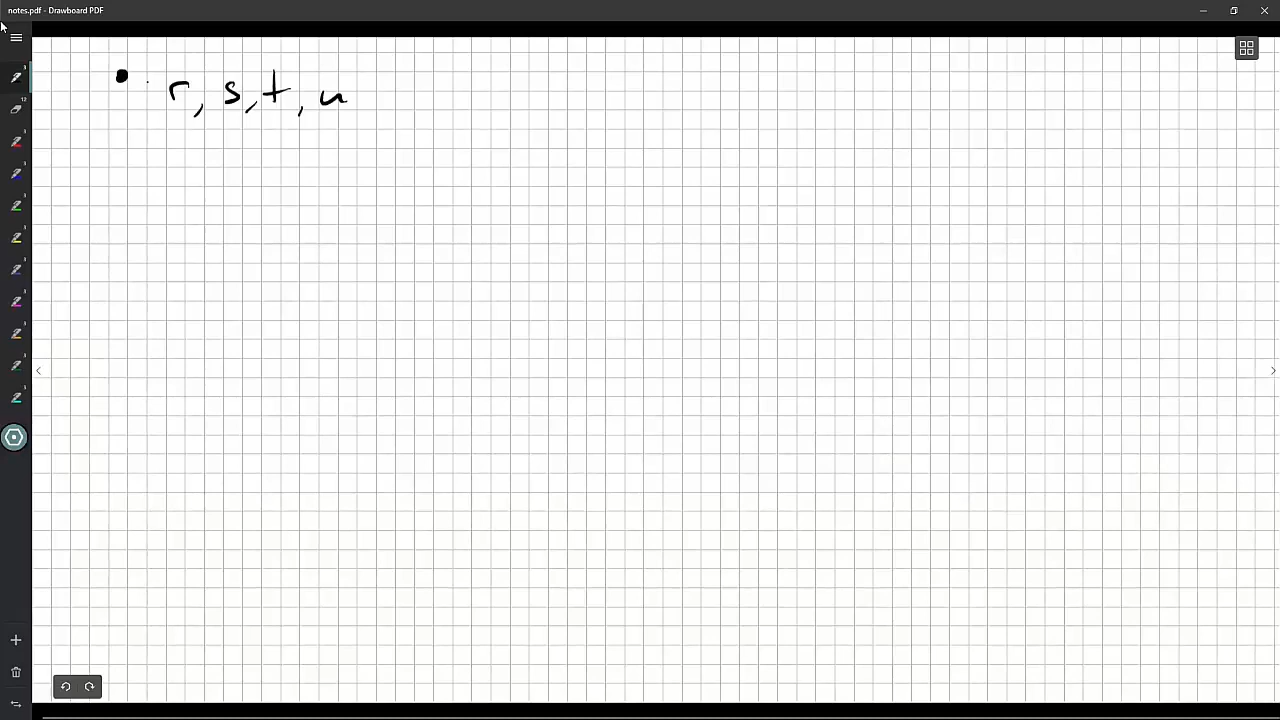 notes.pdf - Drawboard PDF
• r, s, t, u